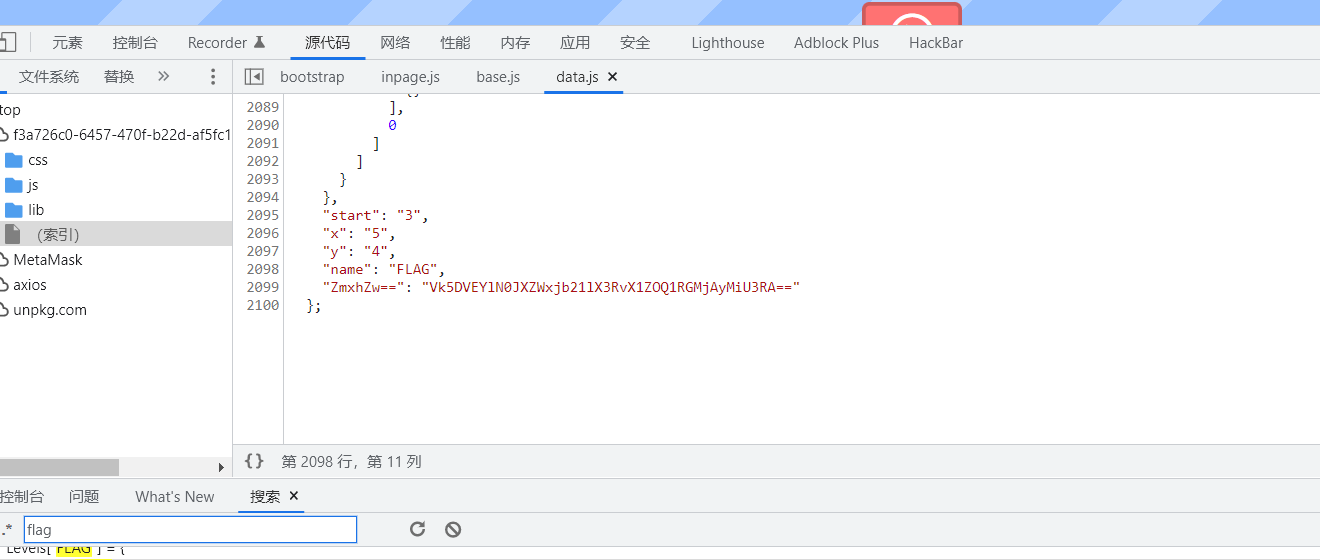 元素 控制台 Recorder 源代码 网络 性能 内存 应用 安全 Lighthouse Adblock Plus HackBar
文件系统 替换 » bootstrap inpage.js base.js data.js ×
top
f3a726c0-6457-470f-b22d-af5fc1
css
js
lib
(索引)
MetaMask
axios
unpkg.com
2089 ],
2090 0
2091 ]
2092 ]
2093 }
2094 },
2095 "start": "3",
2096 "x": "5",
2097 "y": "4",
2098 "name": "FLAG",
2099 "ZmxhZw==": "Vk5DVEYlN0JXZWxjb21lX3RvX1ZOQ1RGMjAyMiU3RA=="
2100 };
{} 第 2098 行，第 11 列
控制台 问题 What's New 搜索 ×
.* flag
Levels["FLAG"] = {